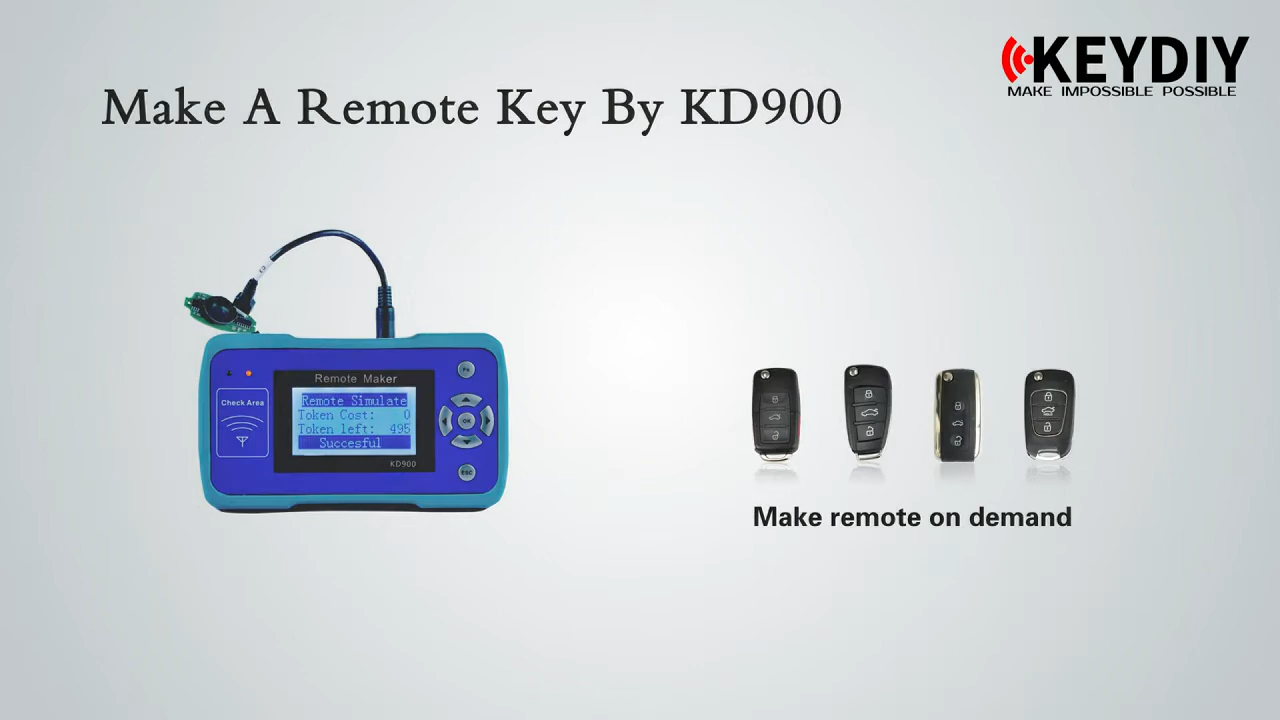 KEYDIY
MAKE IMPOSSIBLE POSSIBLE
Make A Remote Key By KD900
Remote Maker
Check Area
Remote Simulate
Token Cost: 0
Token left: 495
Succesful
KD900
Fn
OK
ESC
Make remote on demand